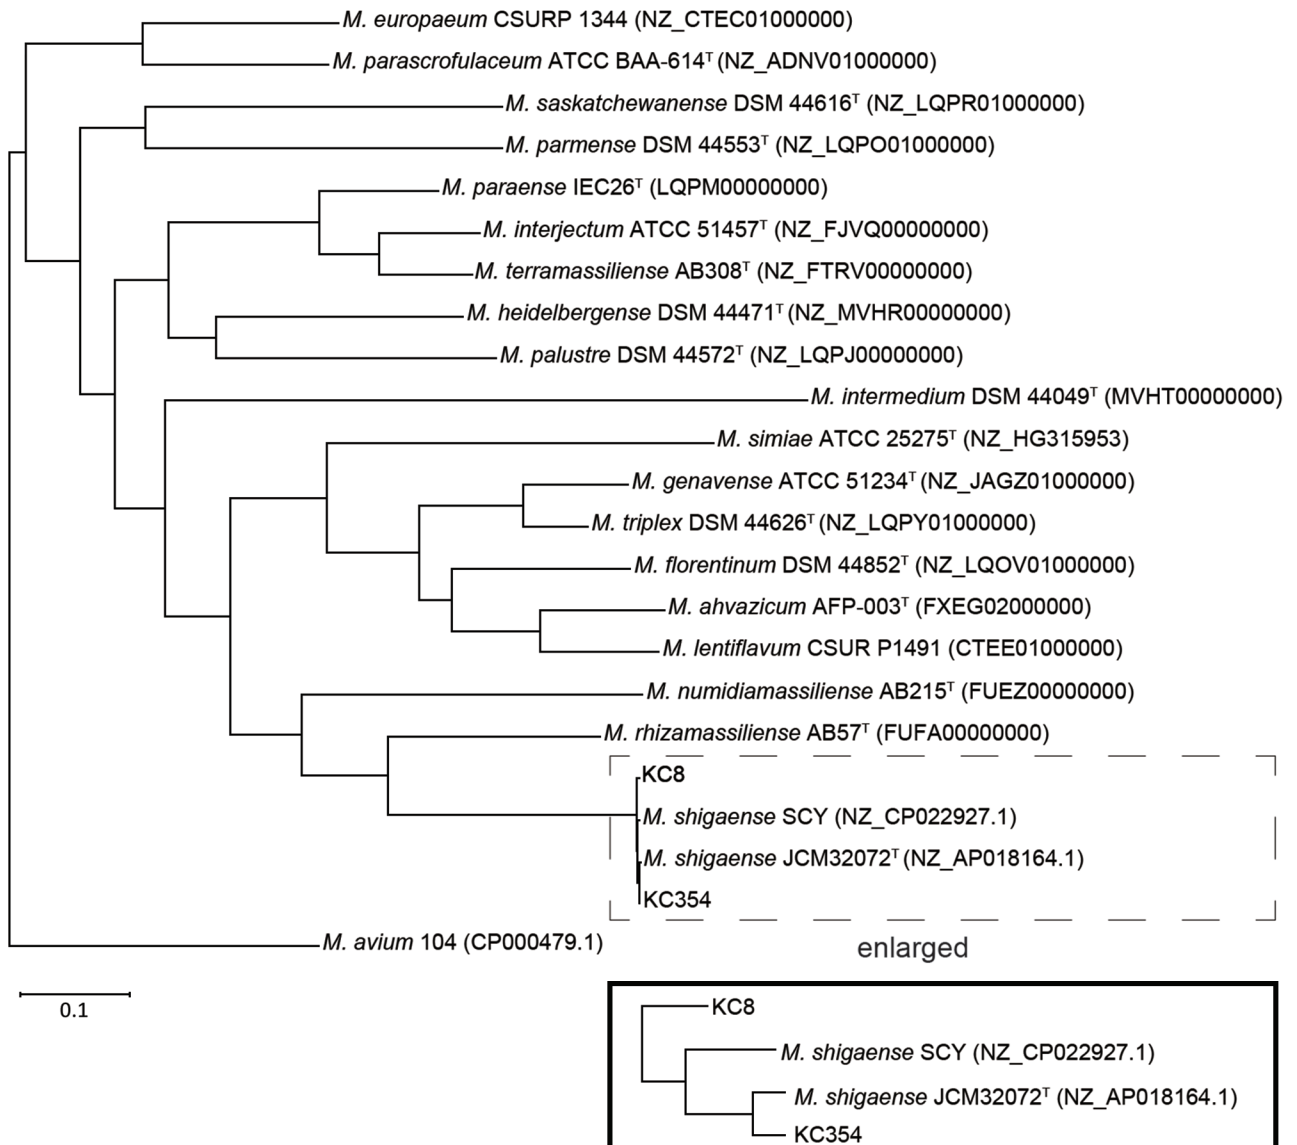 M. europaeum CSURP 1344 (NZ_CTEC01000000)
M. parascrofulaceum ATCC BAA-614ᵀ (NZ_ADNV01000000)
M. saskatchewanense DSM 44616ᵀ (NZ_LQPR01000000)
M. parmense DSM 44553ᵀ (NZ_LQPO01000000)
M. paraense IEC26ᵀ (LQPM00000000)
M. interjectum ATCC 51457ᵀ (NZ_FJVQ00000000)
M. terramassiliense AB308ᵀ (NZ_FTRV00000000)
M. heidelbergense DSM 44471ᵀ (NZ_MVHR00000000)
M. palustre DSM 44572ᵀ (NZ_LQPJ00000000)
M. intermedium DSM 44049ᵀ (MVHT00000000)
M. simiae ATCC 25275ᵀ (NZ_HG315953)
M. genavense ATCC 51234ᵀ (NZ_JAGZ01000000)
M. triplex DSM 44626ᵀ (NZ_LQPY01000000)
M. florentinum DSM 44852ᵀ (NZ_LQOV01000000)
M. ahvazicum AFP-003ᵀ (FXEG02000000)
M. lentiflavum CSUR P1491 (CTEE01000000)
M. numidiamassiliense AB215ᵀ (FUEZ00000000)
M. rhizamassiliense AB57ᵀ (FUFA00000000)
KC8
M. shigaense SCY (NZ_CP022927.1)
M. shigaense JCM32072ᵀ (NZ_AP018164.1)
KC354
M. avium 104 (CP000479.1)
enlarged
0.1
KC8
M. shigaense SCY (NZ_CP022927.1)
M. shigaense JCM32072ᵀ (NZ_AP018164.1)
KC354